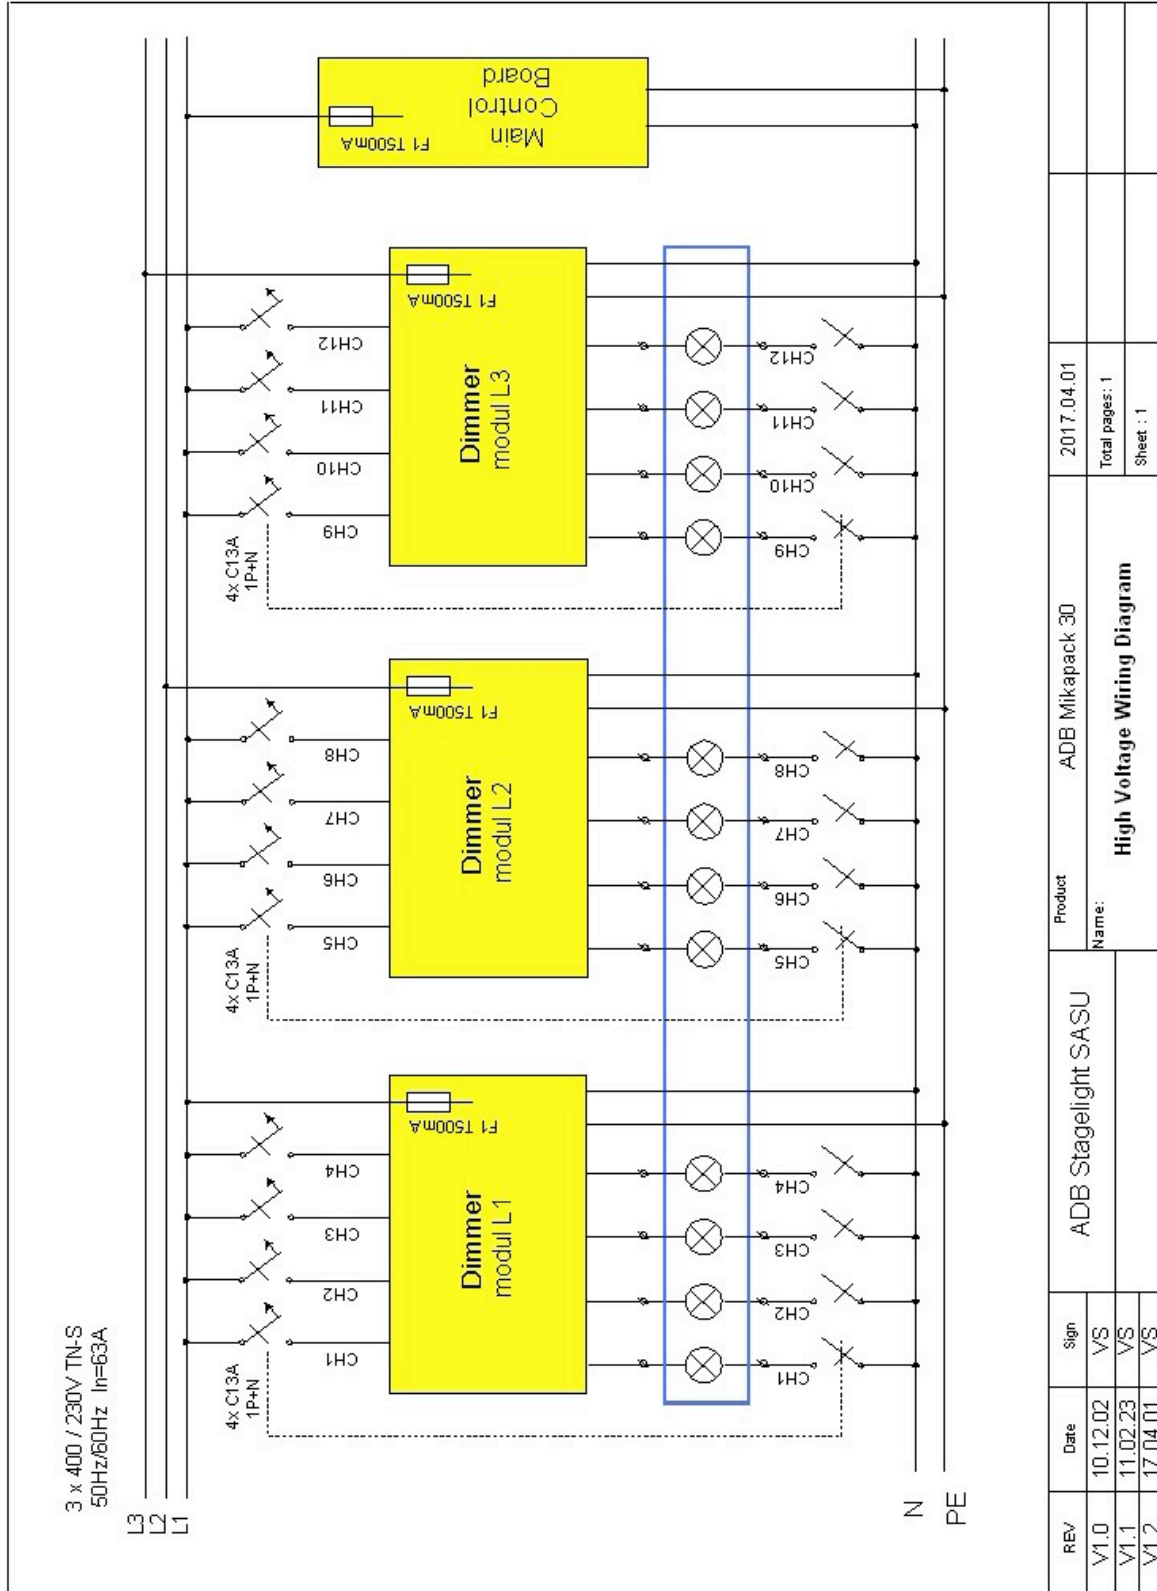 3 x 400 / 230V TN-S
50Hz/60Hz In=63A
L3
L2
L1
4x C13A
1P+N
CH1
CH2
CH3
CH4
F1 T500mA
Dimmer
modul L1
CH1
CH2
CH3
CH4
4x C13A
1P+N
CH5
CH6
CH7
CH8
F1 T500mA
Dimmer
modul L2
CH5
CH6
CH7
CH8
4x C13A
1P+N
CH9
CH10
CH11
CH12
F1 T500mA
Dimmer
modul L3
CH9
CH10
CH11
CH12
F1 T500mA
Main
Control
Board
N
PE
REV Date Sign
V1.0 10.12.02 VS
V1.1 11.02.23 VS
V1.2 17.04.01 VS
ADB Stagelight SASU
Product
ADB Mikapack 30
Name:
High Voltage Wiring Diagram
2017.04.01
Total pages: 1
Sheet : 1